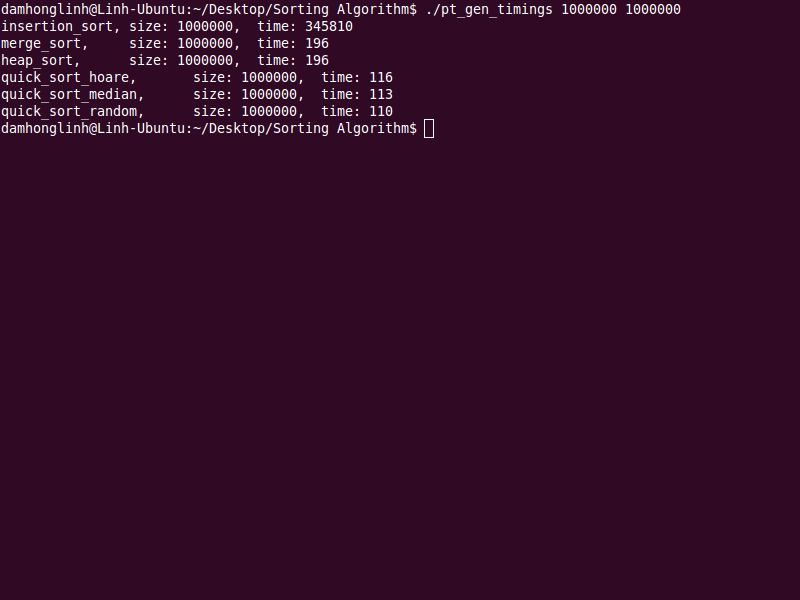 damhonglinh@Linh-Ubuntu:~/Desktop/Sorting Algorithm$ ./pt_gen_timings 1000000 1000000
insertion_sort, size: 1000000,  time: 345810
merge_sort,     size: 1000000,  time: 196
heap_sort,      size: 1000000,  time: 196
quick_sort_hoare,       size: 1000000,  time: 116
quick_sort_median,      size: 1000000,  time: 113
quick_sort_random,      size: 1000000,  time: 110
damhonglinh@Linh-Ubuntu:~/Desktop/Sorting Algorithm$